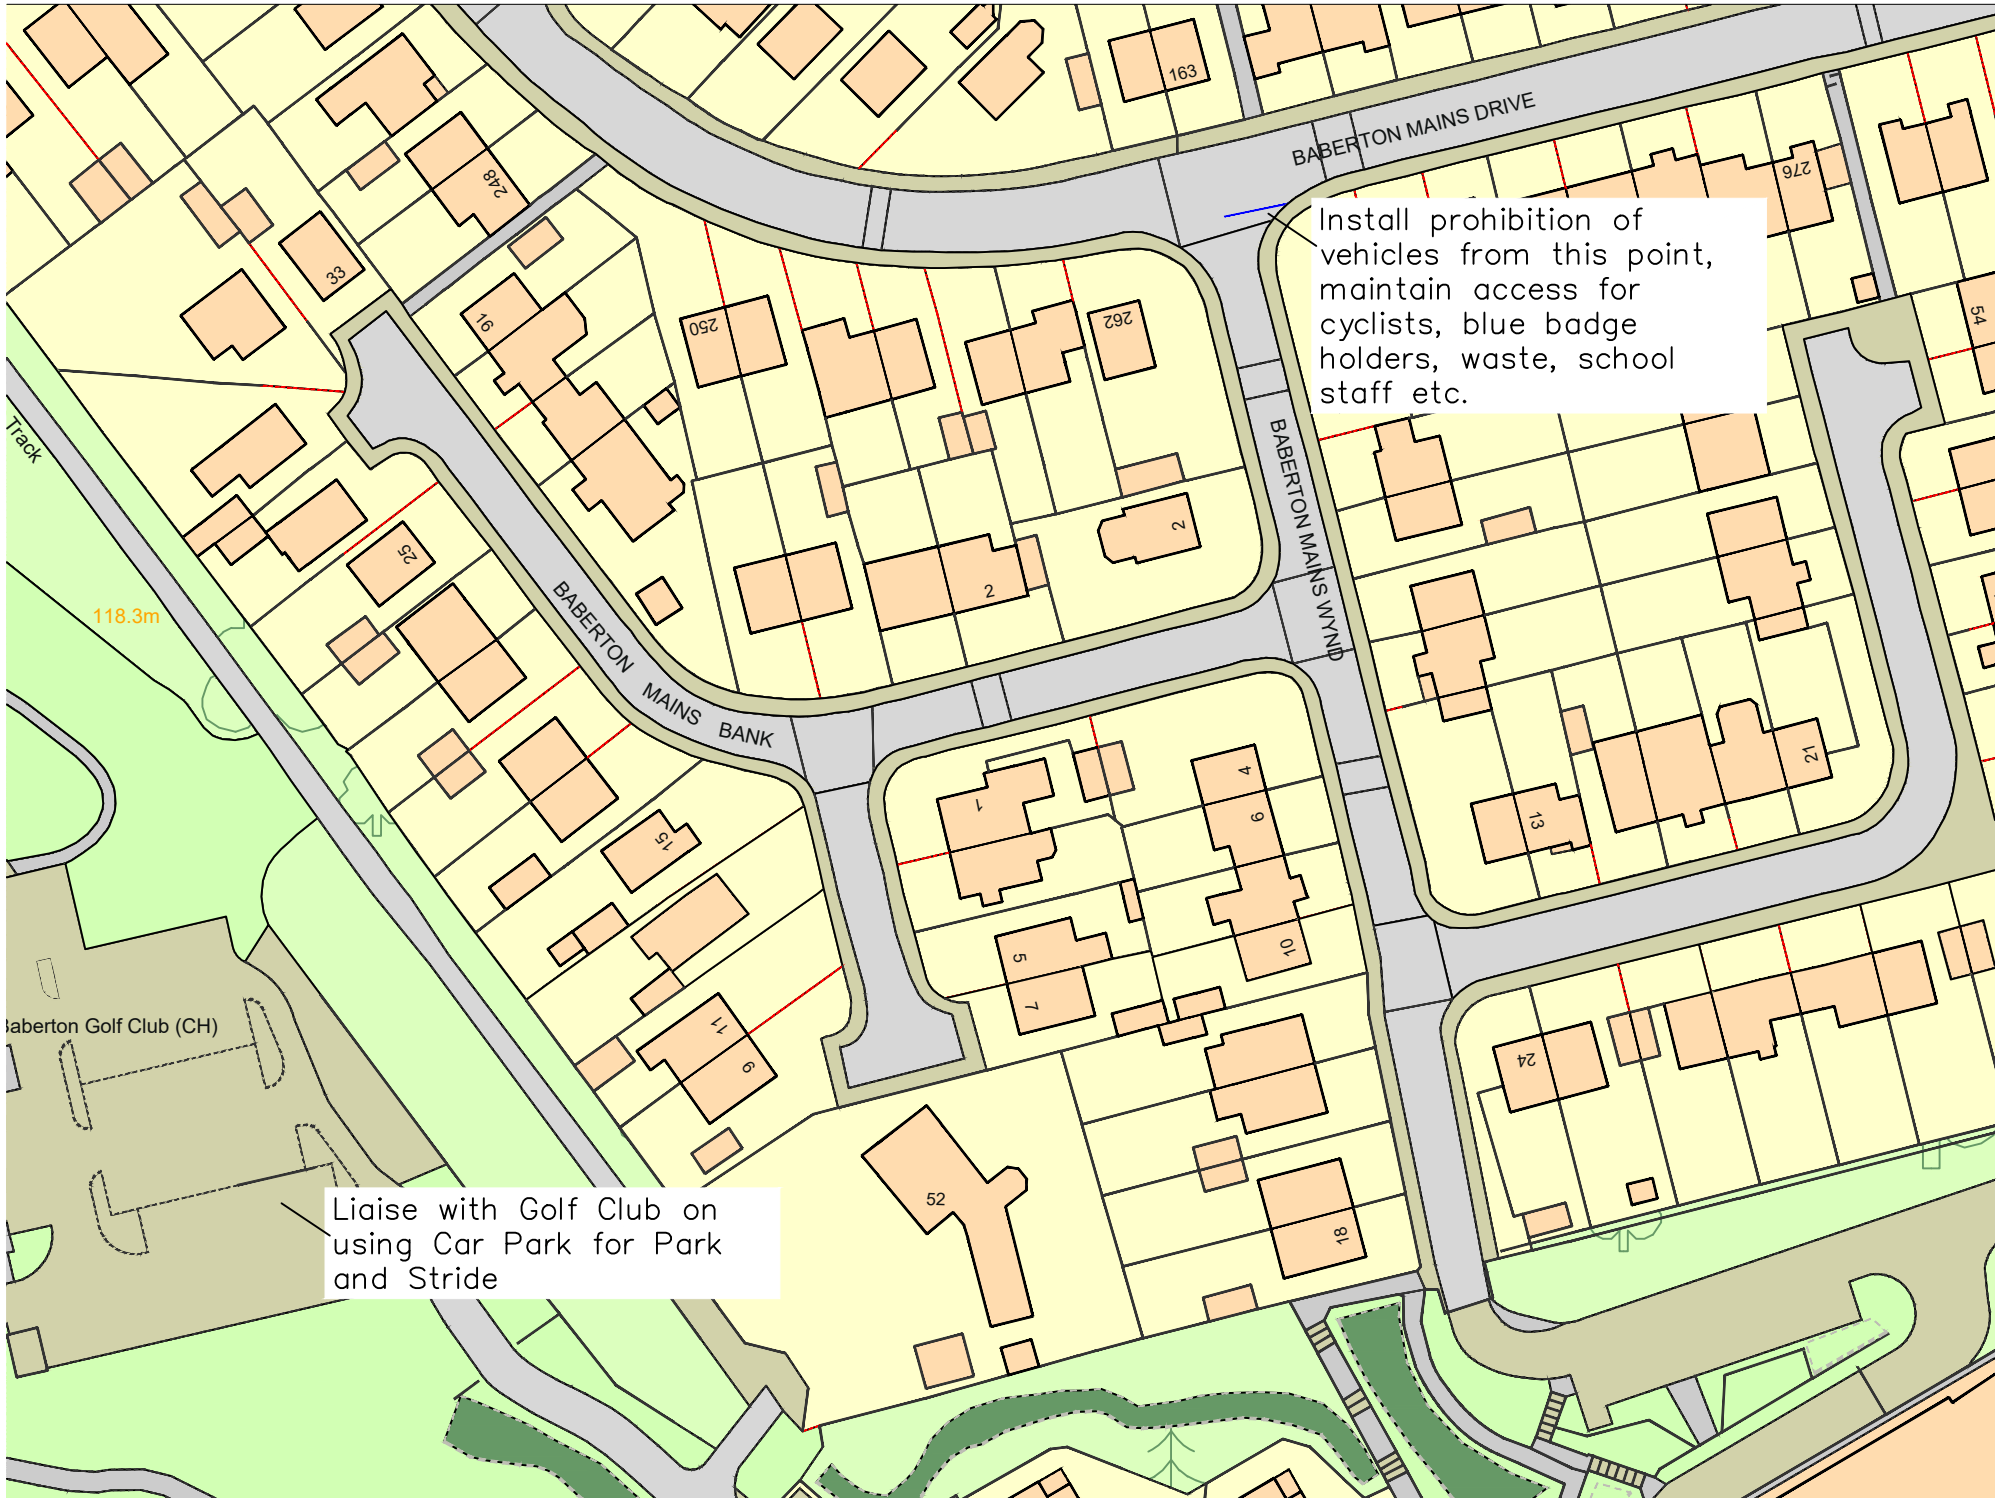 163
BABERTON MAINS DRIVE
248
276
Install prohibition of
vehicles from this point,
maintain access for
cyclists, blue badge
holders, waste, school
staff etc.
33
16
250
262
54
Track
BABERTON MAINS WYND
25
2
2
118.3m
BABERTON MAINS BANK
1
4
6
21
13
15
5
7
10
11
9
24
Baberton Golf Club (CH)
52
18
Liaise with Golf Club on
using Car Park for Park
and Stride